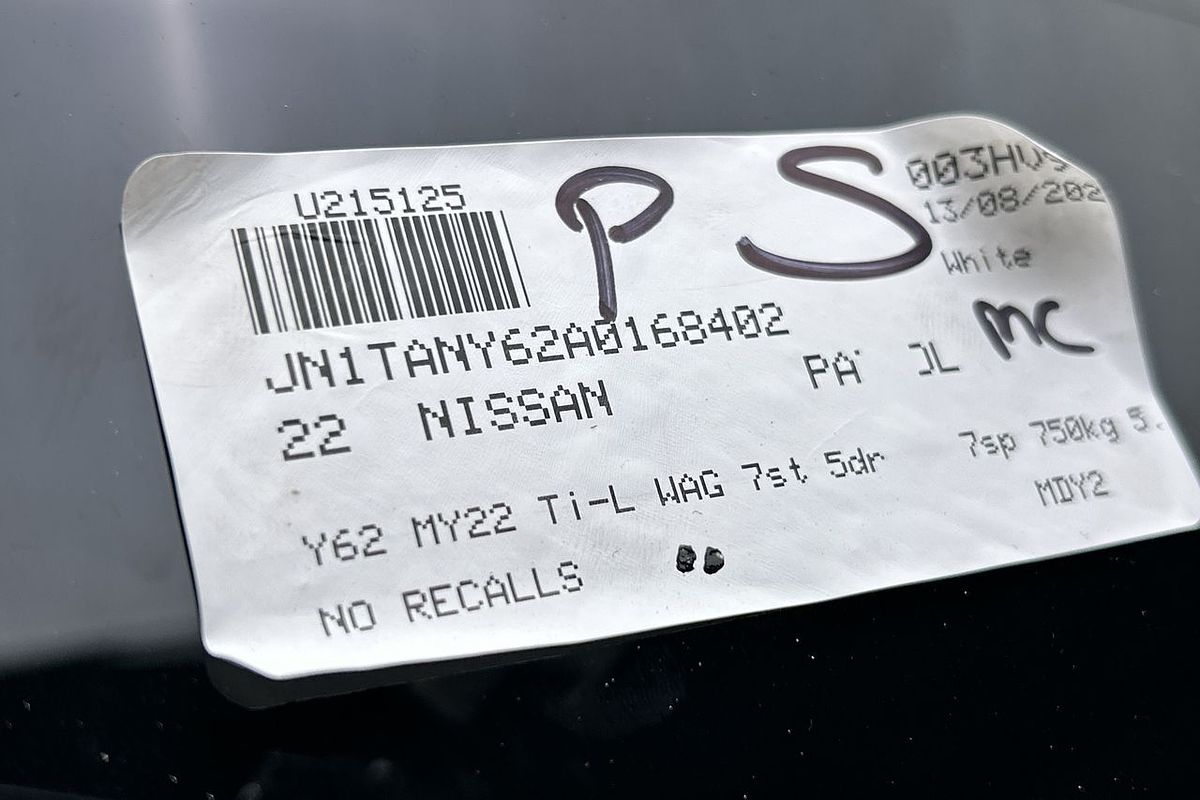 U215125
P S
003HV
13/08/202
White
JN1TANY62A0168402
MC
22 NISSAN PA OL
Y62 MY22 Ti-L WAG 7st 5dr 7sp 750kg 5.
MDY2
NO RECALLS